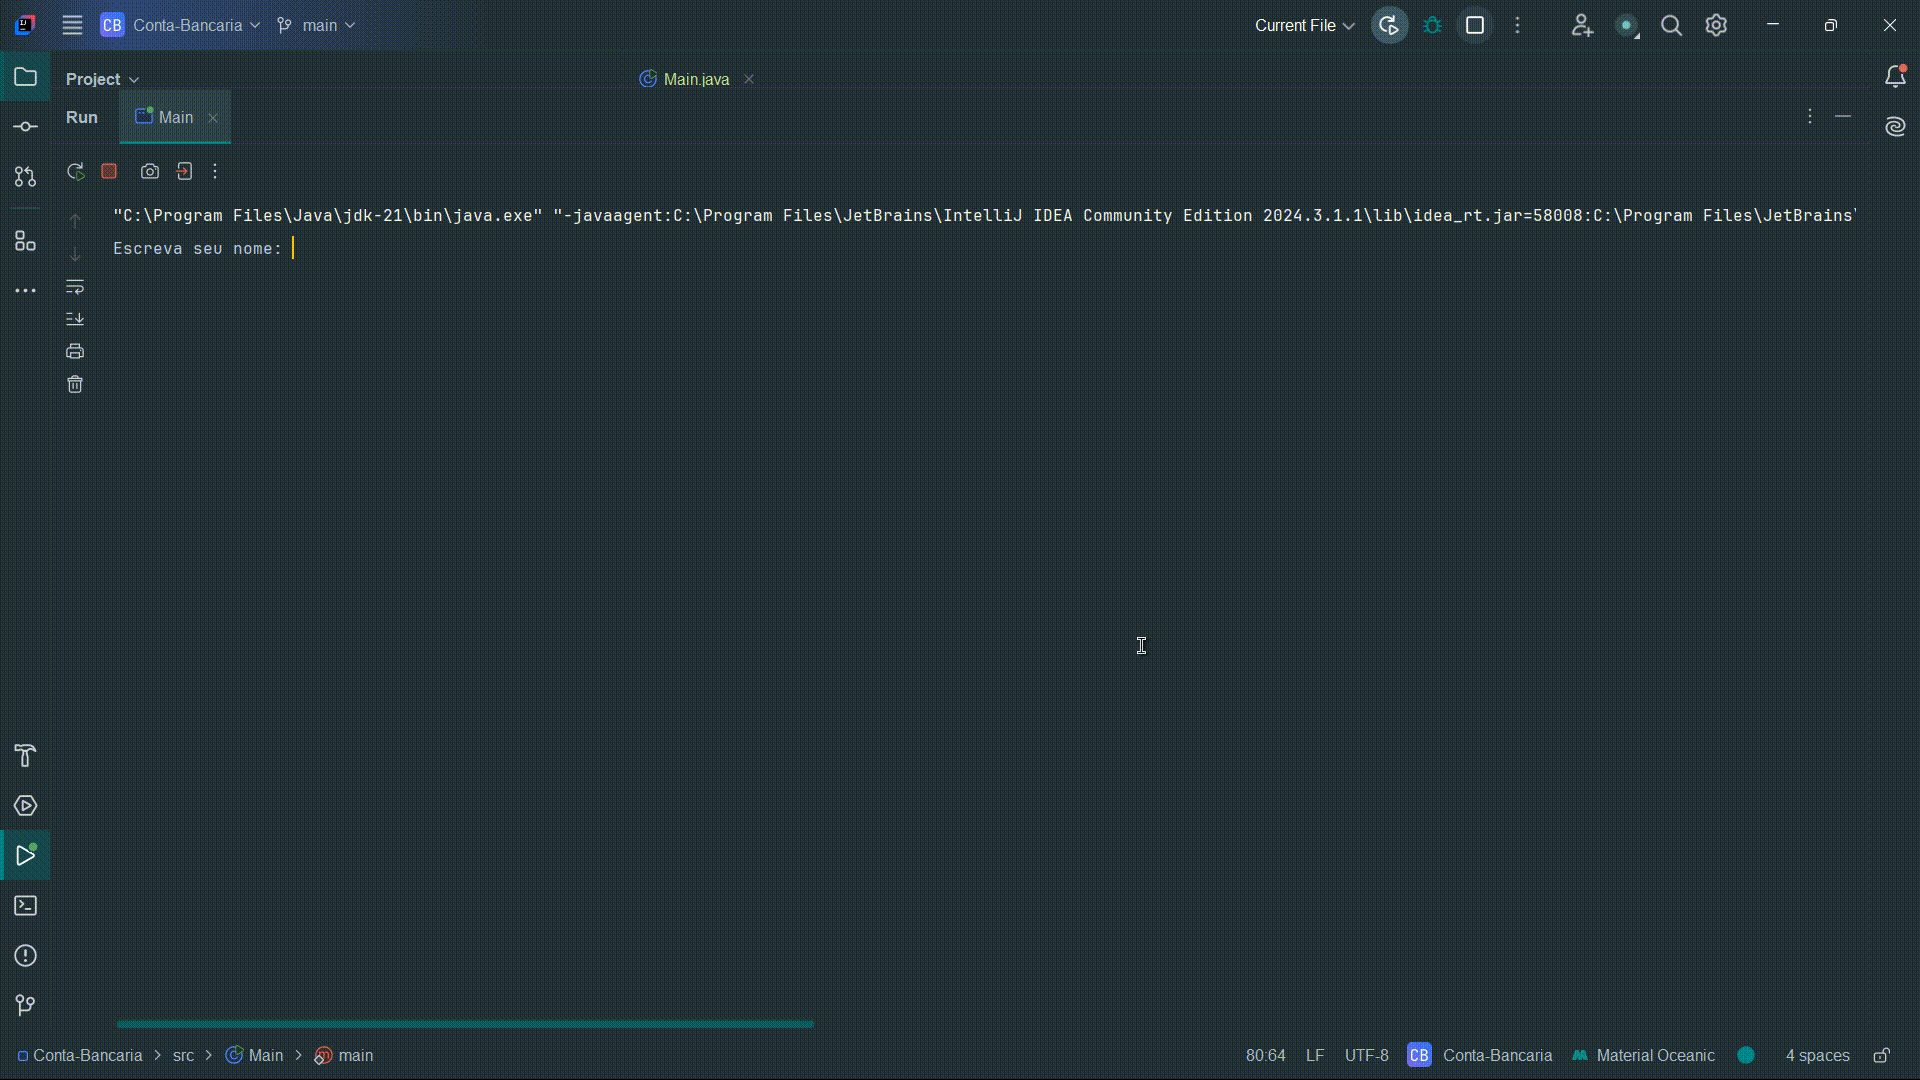 CB Conta-Bancaria main Current File
Project Main.java
Run Main
"C:\Program Files\Java\jdk-21\bin\java.exe" "-javaagent:C:\Program Files\JetBrains\IntelliJ IDEA Community Edition 2024.3.1.1\lib\idea_rt.jar=58008:C:\Program Files\JetBrains\
Escreva seu nome:
Conta-Bancaria > src > Main > main 80:64 LF UTF-8 CB Conta-Bancaria Material Oceanic 4 spaces